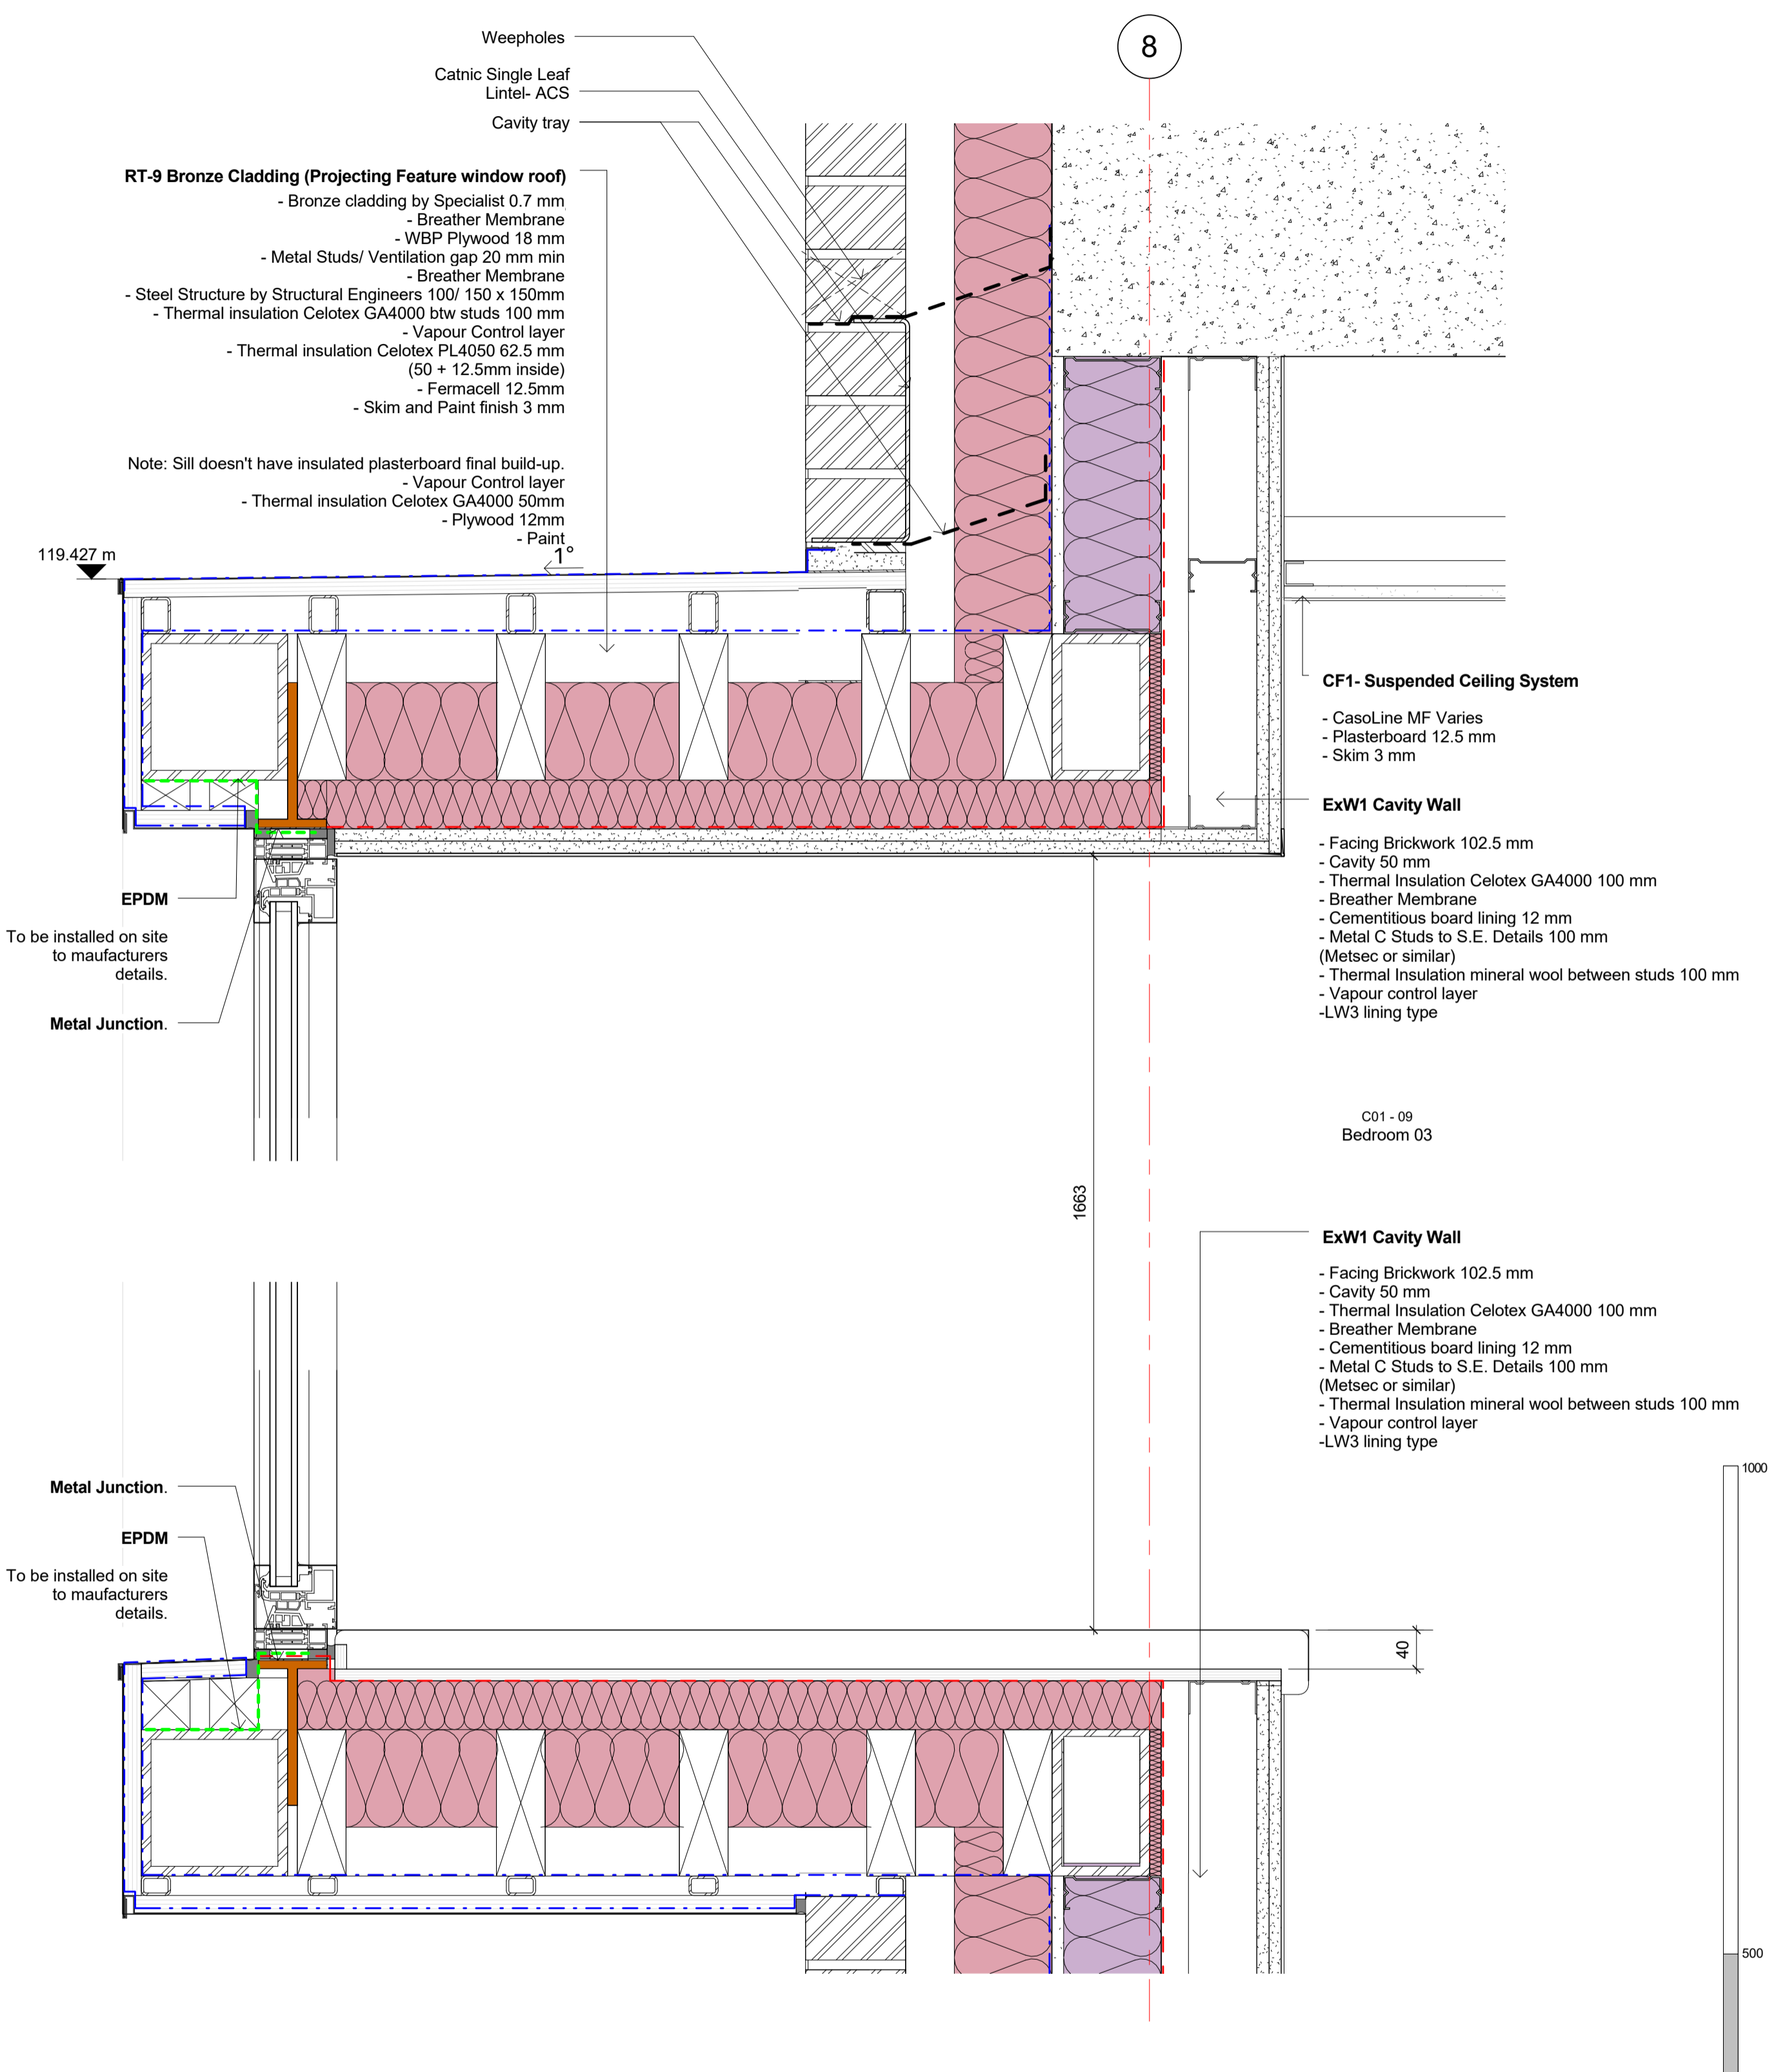 8
Weepholes
Catnic Single Leaf
Lintel- ACS
Cavity tray
RT-9 Bronze Cladding (Projecting Feature window roof)
- Bronze cladding by Specialist 0.7 mm
- Breather Membrane
- WBP Plywood 18 mm
- Metal Studs/ Ventilation gap 20 mm min
- Breather Membrane
- Steel Structure by Structural Engineers 100/ 150 x 150mm
- Thermal insulation Celotex GA4000 btw studs 100 mm
- Vapour Control layer
- Thermal insulation Celotex PL4050 62.5 mm
(50 + 12.5mm inside)
- Fermacell 12.5mm
- Skim and Paint finish 3 mm
Note: Sill doesn't have insulated plasterboard final build-up.
- Vapour Control layer
- Thermal insulation Celotex GA4000 50mm
- Plywood 12mm
- Paint
119.427 m
1°
CF1- Suspended Ceiling System
- CasoLine MF Varies
- Plasterboard 12.5 mm
- Skim 3 mm
ExW1 Cavity Wall
- Facing Brickwork 102.5 mm
- Cavity 50 mm
- Thermal Insulation Celotex GA4000 100 mm
- Breather Membrane
- Cementitious board lining 12 mm
- Metal C Studs to S.E. Details 100 mm
(Metsec or similar)
- Thermal Insulation mineral wool between studs 100 mm
- Vapour control layer
-LW3 lining type
EPDM
To be installed on site
to maufacturers
details.
Metal Junction.
C01 - 09
Bedroom 03
1663
ExW1 Cavity Wall
- Facing Brickwork 102.5 mm
- Cavity 50 mm
- Thermal Insulation Celotex GA4000 100 mm
- Breather Membrane
- Cementitious board lining 12 mm
- Metal C Studs to S.E. Details 100 mm
(Metsec or similar)
- Thermal Insulation mineral wool between studs 100 mm
- Vapour control layer
-LW3 lining type
Metal Junction.
EPDM
To be installed on site
to maufacturers
details.
40
1000
500